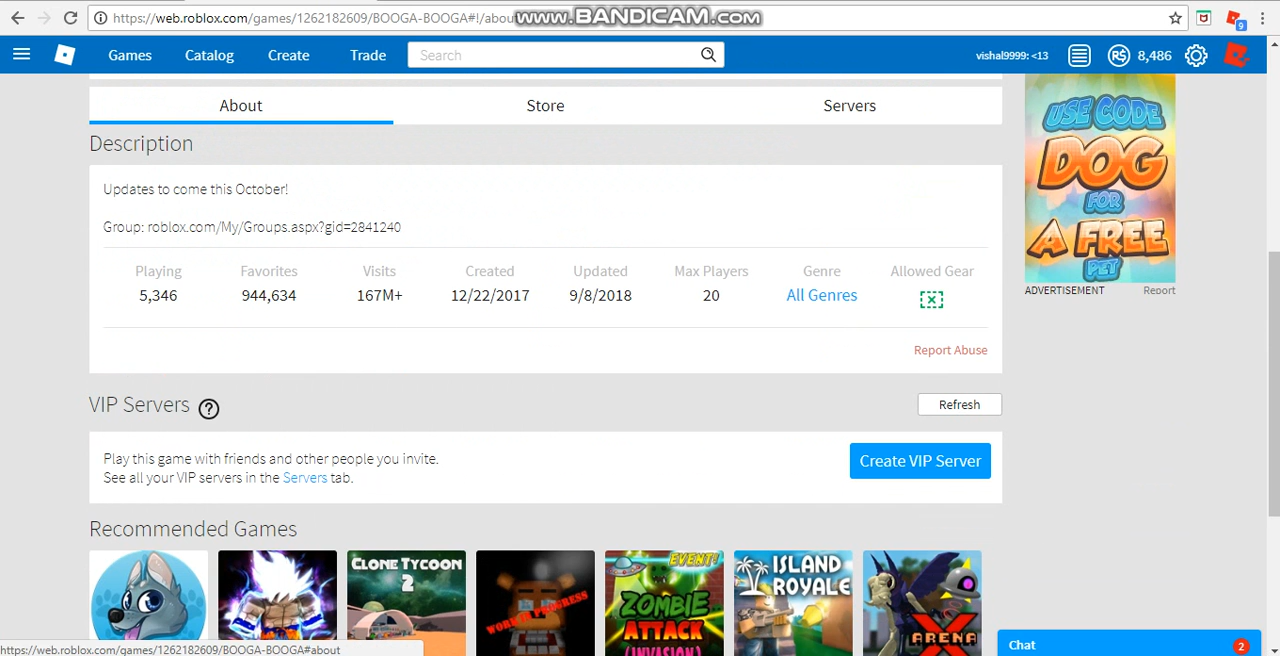 https://web.roblox.com/games/1262182609/BOOGA-BOOGA#!/abou
www.BANDICAM.com
9
Games
Catalog
Create
Trade
Search
vishal9999: <13
R$
8,486
About
Store
Servers
Description
Updates to come this October!
Group: roblox.com/My/Groups.aspx?gid=2841240
Playing
Favorites
Visits
Created
Updated
Max Players
Genre
Allowed Gear
5,346
944,634
167M+
12/22/2017
9/8/2018
20
All Genres
Report Abuse
USE CODE
DOG
FOR
A FREE
PET
ADVERTISEMENT
Report
VIP Servers ?
Refresh
Play this game with friends and other people you invite.
See all your VIP servers in the Servers tab.
Create VIP Server
Recommended Games
CLONE TYCOON
2
WORK IN PROGRESS
EVENT!
ZOMBIE
ATTACK
(INVASION)
ISLAND
ROYALE
X
ARENA
Chat
2
https://web.roblox.com/games/1262182609/BOOGA-BOOGA#about